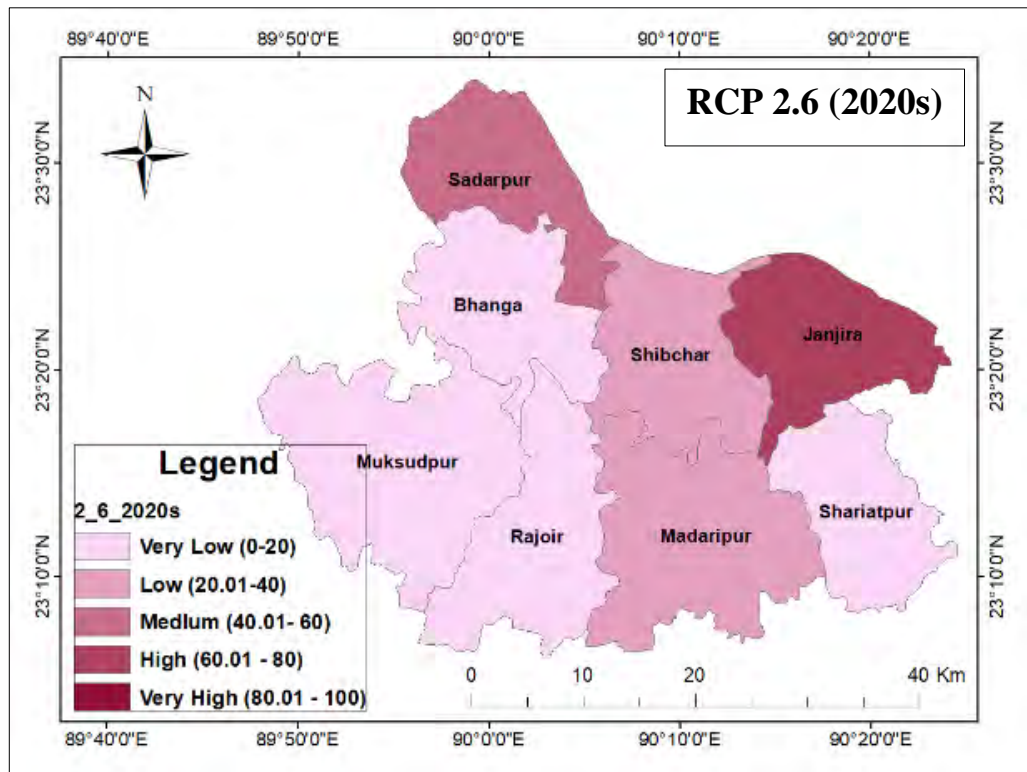 89°40'0"E 89°50'0"E 90°0'0"E 90°10'0"E 90°20'0"E
N
RCP 2.6 (2020s)
23°30'0"N 23°30'0"N
Sadarpur
Bhanga
Janjira
Shibchar
23°20'0"N 23°20'0"N
Legend
Muksudpur
2_6_2020s
Shariatpur
Rajoir
Madaripur
Very Low (0-20)
23°10'0"N 23°10'0"N
Low (20.01-40)
Medlum (40.01- 60)
High (60.01 - 80)
0 10 20 40 Km
Very High (80.01 - 100)
89°40'0"E 89°50'0"E 90°0'0"E 90°10'0"E 90°20'0"E